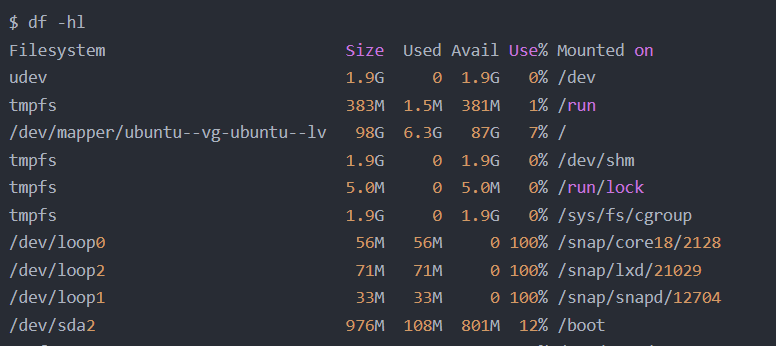 $ df -hl
Filesystem Size Used Avail Use% Mounted on
udev 1.9G 0 1.9G 0% /dev
tmpfs 383M 1.5M 381M 1% /run
/dev/mapper/ubuntu--vg-ubuntu--lv 98G 6.3G 87G 7% /
tmpfs 1.9G 0 1.9G 0% /dev/shm
tmpfs 5.0M 0 5.0M 0% /run/lock
tmpfs 1.9G 0 1.9G 0% /sys/fs/cgroup
/dev/loop0 56M 56M 0 100% /snap/core18/2128
/dev/loop2 71M 71M 0 100% /snap/lxd/21029
/dev/loop1 33M 33M 0 100% /snap/snapd/12704
/dev/sda2 976M 108M 801M 12% /boot